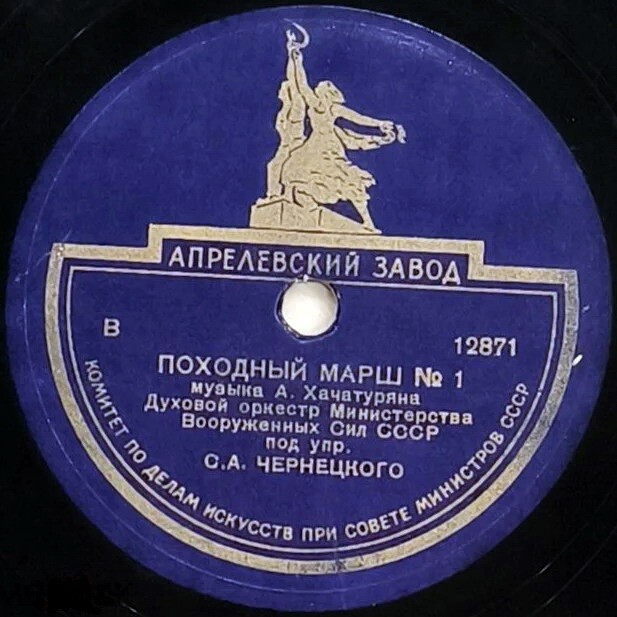 АПРЕЛЕВСКИЙ ЗАВОД
В 12871
ПОХОДНЫЙ МАРШ № 1
музыка А. Хачатуряна
Духовой оркестр Министерства
Вооруженных Сил СССР
под упр.
С.А. ЧЕРНЕЦКОГО
КОМИТЕТ ПО ДЕЛАМ ИСКУССТВ ПРИ СОВЕТЕ МИНИСТРОВ СССР